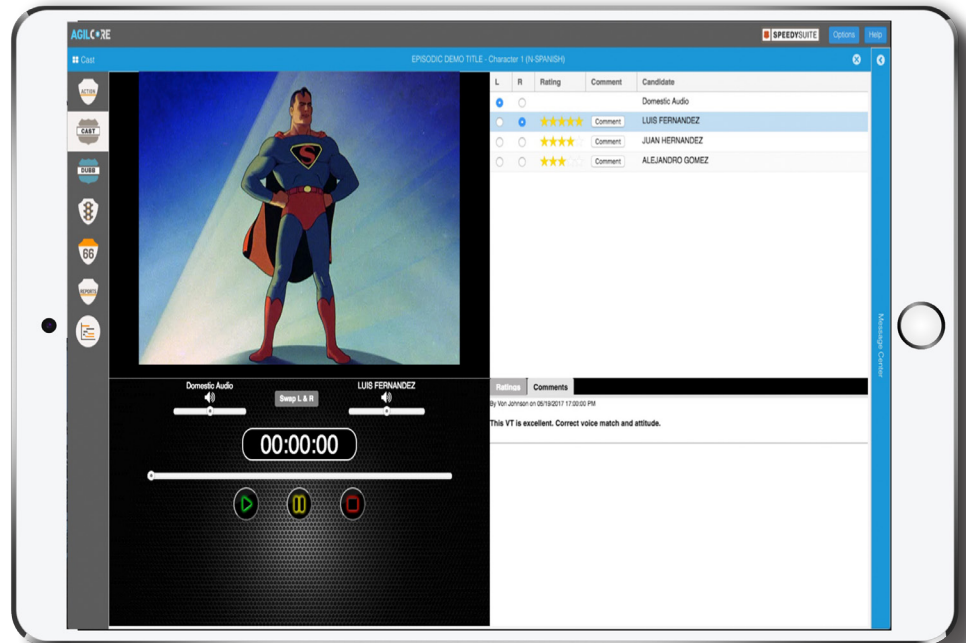 AGILCORE
SPEEDYSUITE
Options
Help
Cast
EPISODIC DEMO TITLE - Character 1 (N-SPANISH)
ACTION
CAST
DUBB
66
REPORTS
L R Rating Comment Candidate
Domestic Audio
Comment LUIS FERNANDEZ
Comment JUAN HERNANDEZ
Comment ALEJANDRO GOMEZ
S
Message Center
Domestic Audio
Swap L & R
LUIS FERNANDEZ
00:00:00
Ratings Comments
By Von Johnson on 05/19/2017 17:00:00 PM
This VT is excellent. Correct voice match and attitude.